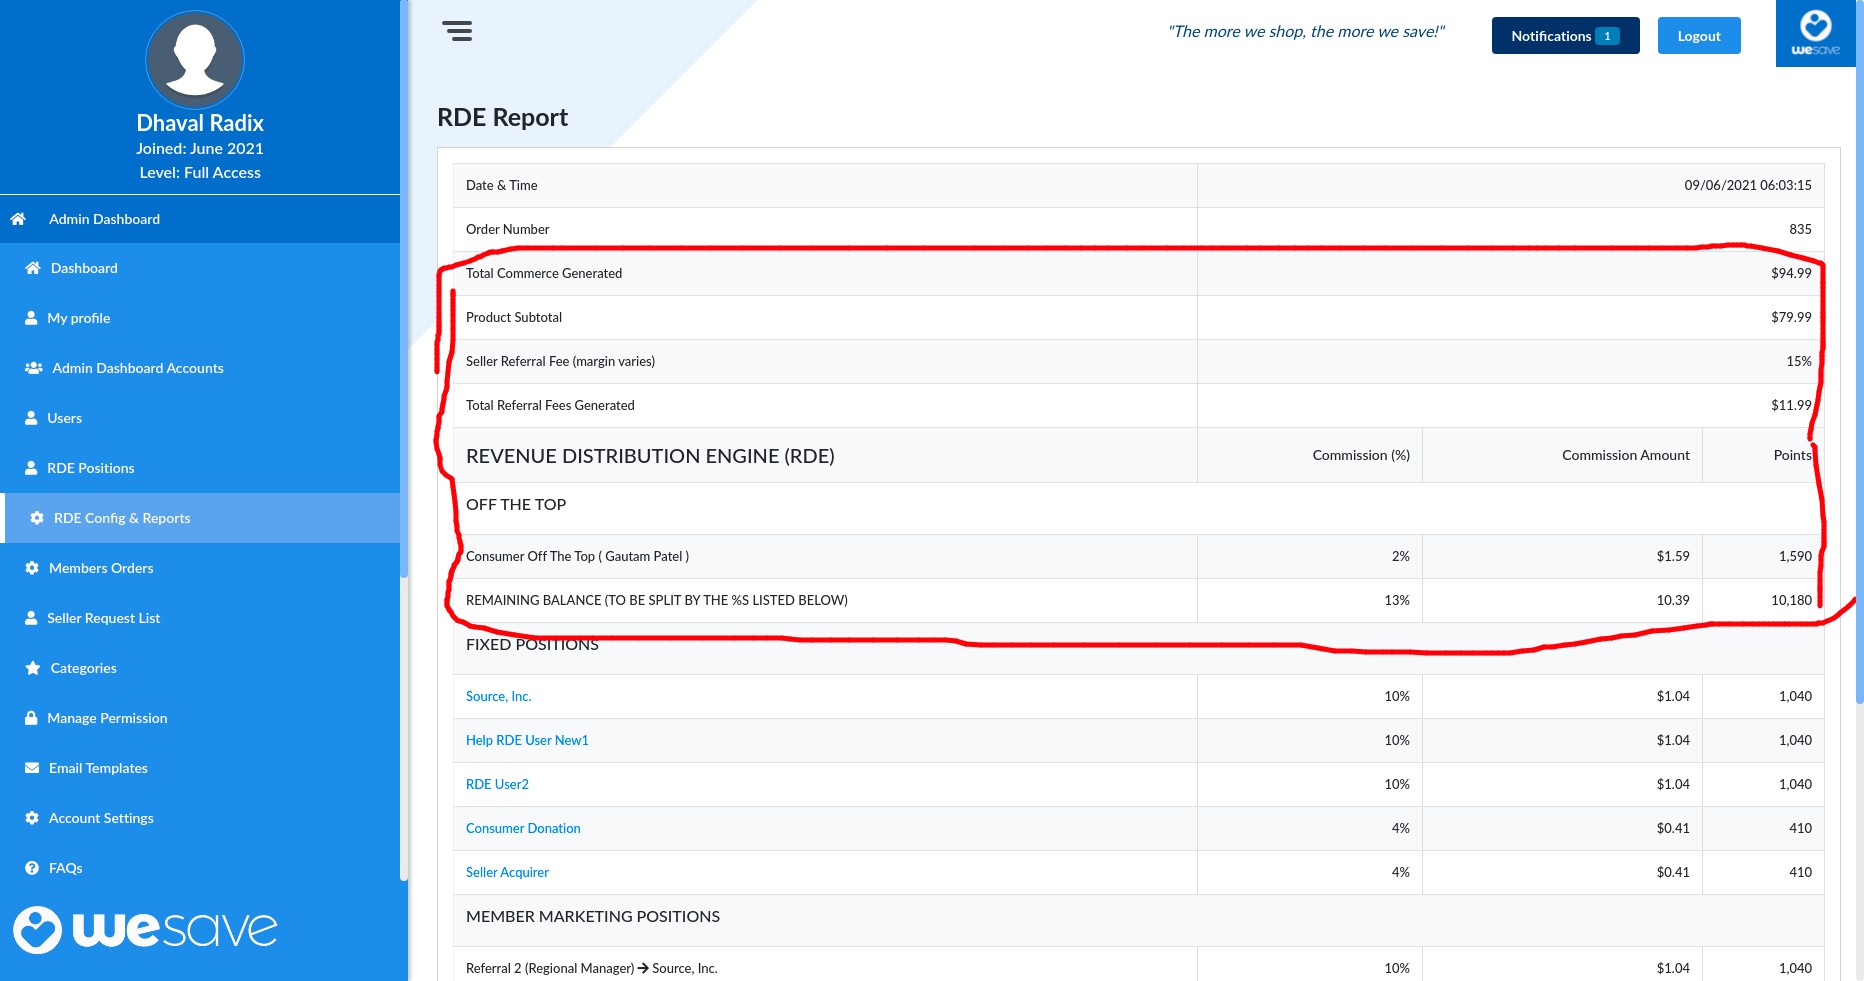 Dhaval Radix
Joined: June 2021
Level: Full Access
Admin Dashboard
Dashboard
My profile
Admin Dashboard Accounts
Users
RDE Positions
RDE Config & Reports
Members Orders
Seller Request List
Categories
Manage Permission
Email Templates
Account Settings
FAQs
wesave
"The more we shop, the more we save!"
Notifications 1
Logout
wesave
RDE Report
Date & Time 09/06/2021 06:03:15
Order Number 835
Total Commerce Generated $94.99
Product Subtotal $79.99
Seller Referral Fee (margin varies) 15%
Total Referral Fees Generated $11.99
REVENUE DISTRIBUTION ENGINE (RDE) Commission (%) Commission Amount Points
OFF THE TOP
Consumer Off The Top ( Gautam Patel ) 2% $1.59 1,590
REMAINING BALANCE (TO BE SPLIT BY THE %S LISTED BELOW) 13% 10.39 10,180
FIXED POSITIONS
Source, Inc. 10% $1.04 1,040
Help RDE User New1 10% $1.04 1,040
RDE User2 10% $1.04 1,040
Consumer Donation 4% $0.41 410
Seller Acquirer 4% $0.41 410
MEMBER MARKETING POSITIONS
Referral 2 (Regional Manager) → Source, Inc. 10% $1.04 1,040